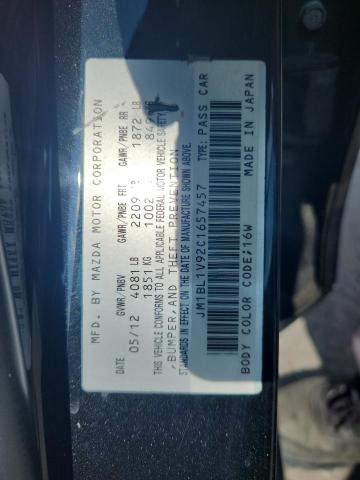 MFD. BY MAZDA MOTOR CORPORATION
DATE GVWR/PNBV GAWR/PNBE FRT GAWR/PNBE RR
05/12 4081LB 2209 1872 LB
1851KG 1002 849
THIS VEHICLE CONFORMS TO ALL APPLICABLE FEDERAL MOTOR VEHICLE SAFETY,
BUMPER, AND THEFT PREVENTION
STANDARDS IN EFFECT ON THE DATE OF MANUFACTURE SHOWN ABOVE.
JM1BL1V92C1657457 TYPE: PASS CAR
BODY COLOR CODE/16W MADE IN JAPAN